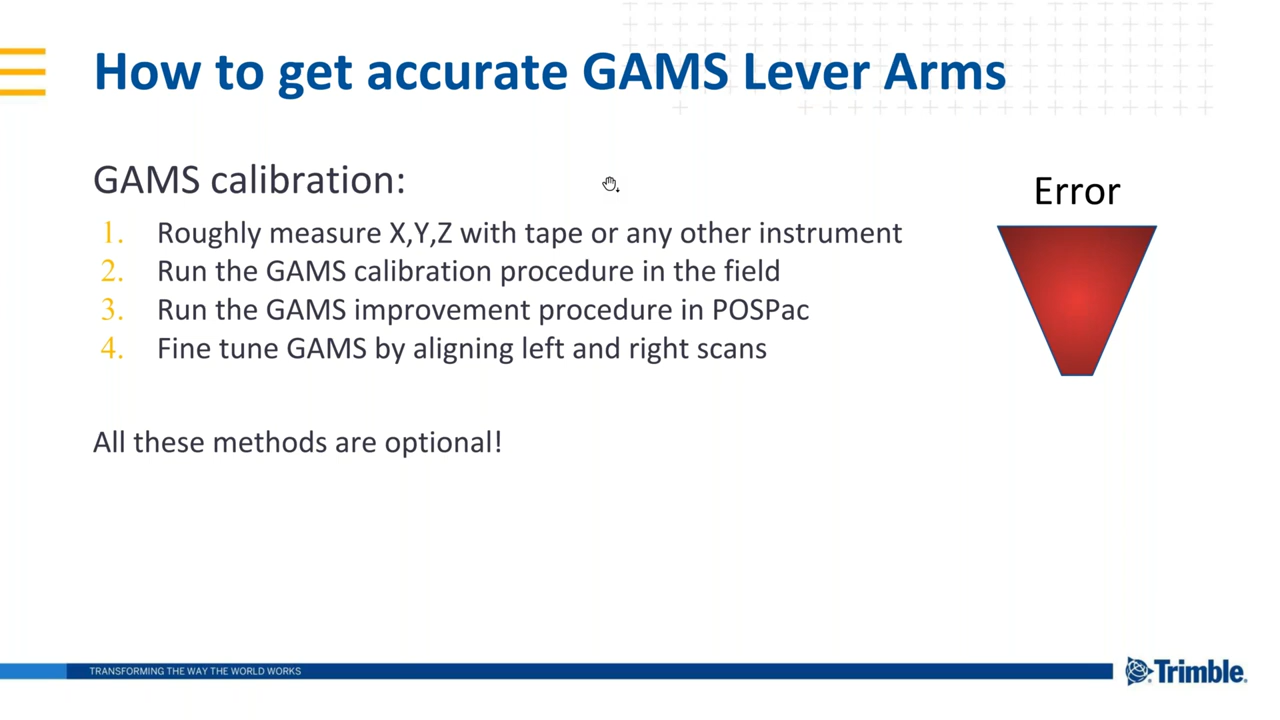 How to get accurate GAMS Lever Arms
GAMS calibration:
1. Roughly measure X,Y,Z with tape or any other instrument
2. Run the GAMS calibration procedure in the field
3. Run the GAMS improvement procedure in POSPac
4. Fine tune GAMS by aligning left and right scans
All these methods are optional!
Error
TRANSFORMING THE WAY THE WORLD WORKS
Trimble.